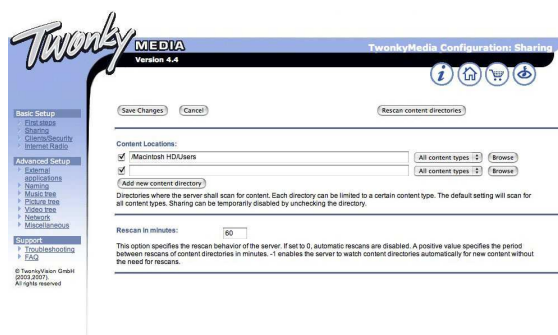 Twonky MEDIA
Version 4.4
TwonkyMedia Configuration: Sharing
Basic Setup
First steps
Sharing
Clients/Security
Internet Radio
Advanced Setup
External applications
Naming
Music tree
Picture tree
Video tree
Network
Miscellaneous
Support
Troubleshooting
FAQ
© TwonkyVision GmbH
(2003,2007).
All rights reserved
Save Changes Cancel Rescan content directories
Content Locations:
/Macintosh HD/Users All content types Browse
All content types Browse
Add new content directory
Directories where the server shall scan for content. Each directory can be limited to a certain content type. The default setting will scan for
all content types. Sharing can be temporarily disabled by unchecking the directory.
Rescan in minutes: 60
This option specifies the rescan behavior of the server. If set to 0, automatic rescans are disabled. A positive value specifies the period
between rescans of content directories in minutes. -1 enables the server to watch content directories automatically for new content without
the need for rescans.